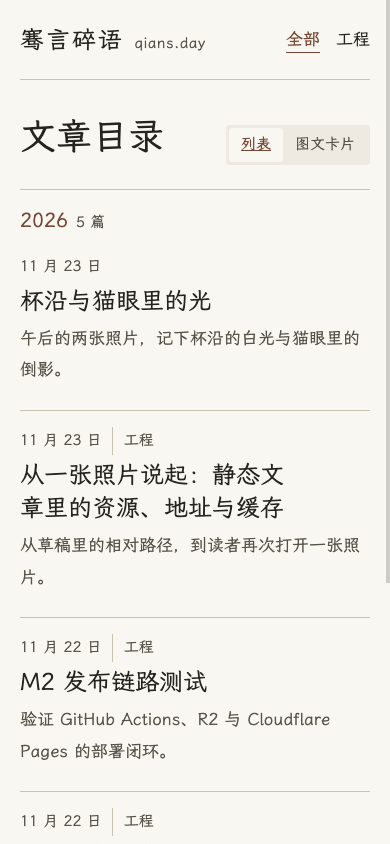 骞言碎语 qians.day 全部 工程
文章目录 列表 图文卡片
2026 5 篇
11 月 23 日
杯沿与猫眼里的光
午后的两张照片，记下杯沿的白光与猫眼里的
倒影。
11 月 23 日 工程
从一张照片说起：静态文
章里的资源、地址与缓存
从草稿里的相对路径，到读者再次打开一张照
片。
11 月 22 日 工程
M2 发布链路测试
验证 GitHub Actions、R2 与 Cloudflare
Pages 的部署闭环。
11 月 22 日 工程